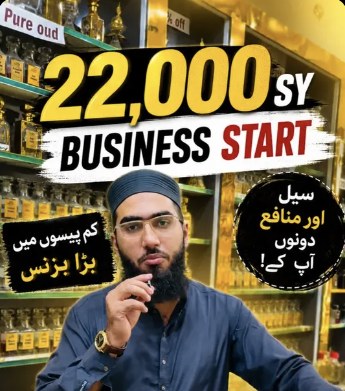 Pure oud
% off
22,000 SY
BUSINESS START
کم پیسوں میں
بڑا بزنس
سیل
اور منافع
دونوں
آپ کے!